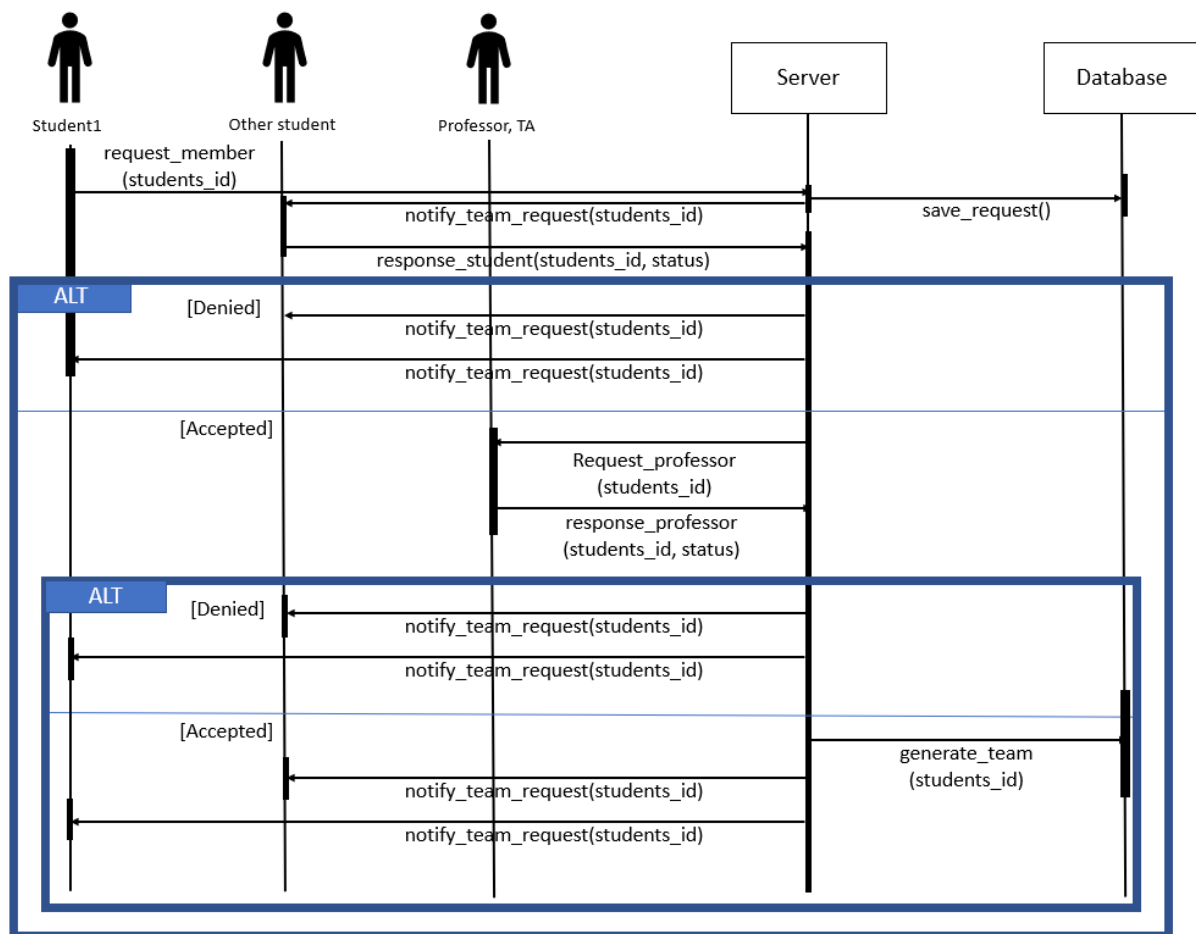 Server
Database
Student1
Other student
Professor, TA
request_member
(students_id)
notify_team_request(students_id)
save_request()
response_student(students_id, status)
ALT
[Denied]
notify_team_request(students_id)
notify_team_request(students_id)
[Accepted]
Request_professor
(students_id)
response_professor
(students_id, status)
ALT
[Denied]
notify_team_request(students_id)
notify_team_request(students_id)
[Accepted]
generate_team
(students_id)
notify_team_request(students_id)
notify_team_request(students_id)